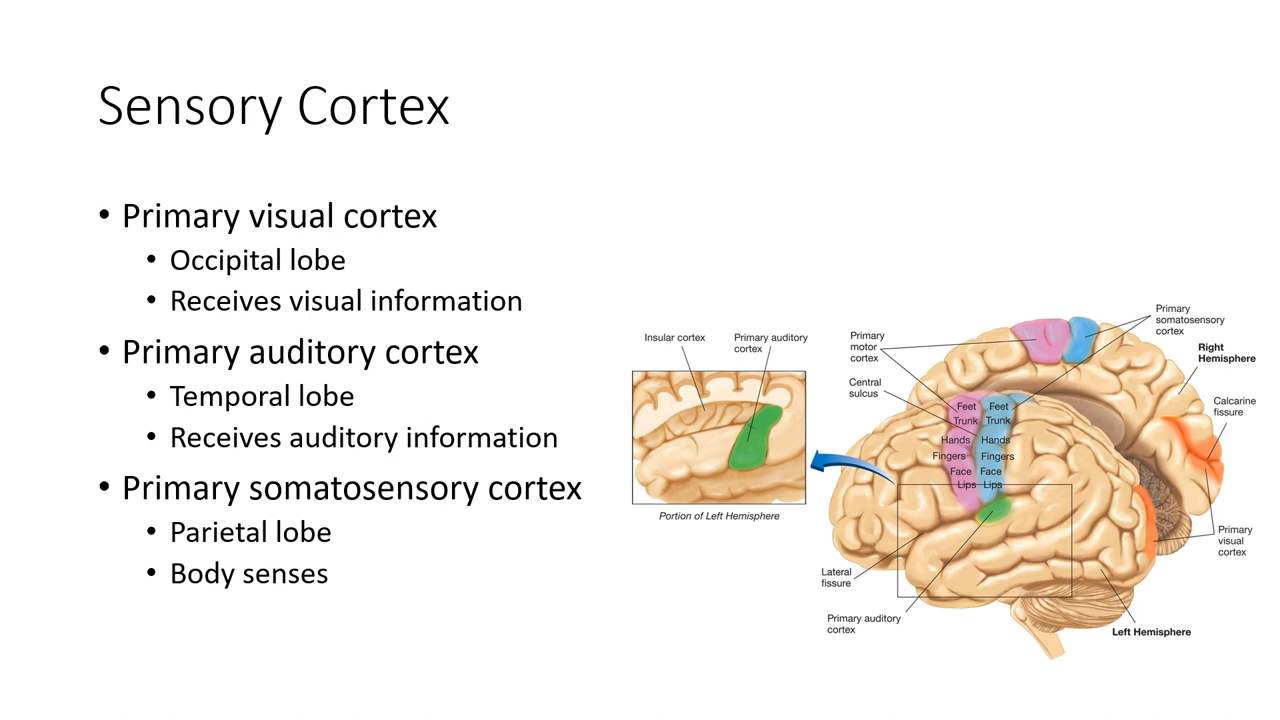 Sensory Cortex
• Primary visual cortex
• Occipital lobe
• Receives visual information
• Primary auditory cortex
• Temporal lobe
• Receives auditory information
• Primary somatosensory cortex
• Parietal lobe
• Body senses
Insular cortex
Primary auditory
cortex
Portion of Left Hemisphere
Primary
motor
cortex
Central
sulcus
Primary
somatosensory
cortex
Right
Hemisphere
Calcarine
fissure
Feet Feet
Trunk Trunk
Hands Hands
Fingers Fingers
Face Face
Lips Lips
Primary
visual
cortex
Lateral
fissure
Primary auditory
cortex
Left Hemisphere